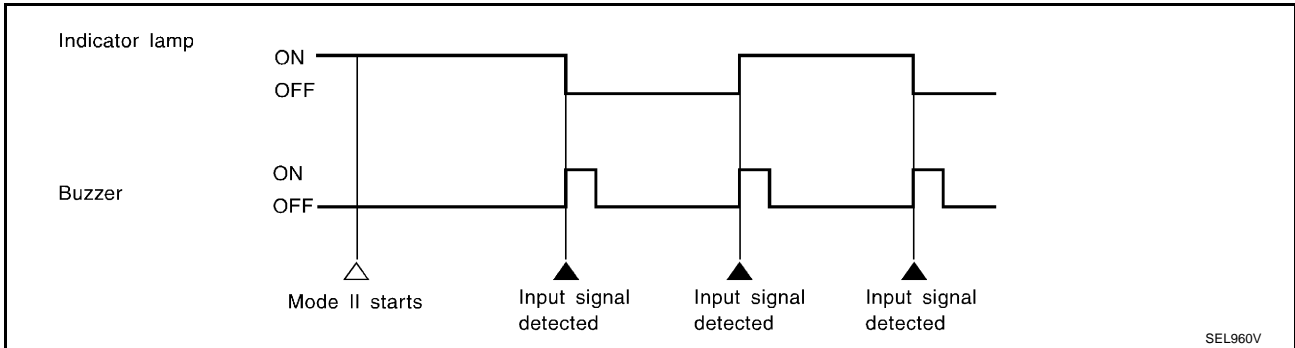 Indicator lamp
ON
OFF
Buzzer
ON
OFF
Mode II starts
Input signal
detected
Input signal
detected
Input signal
detected
SEL960V